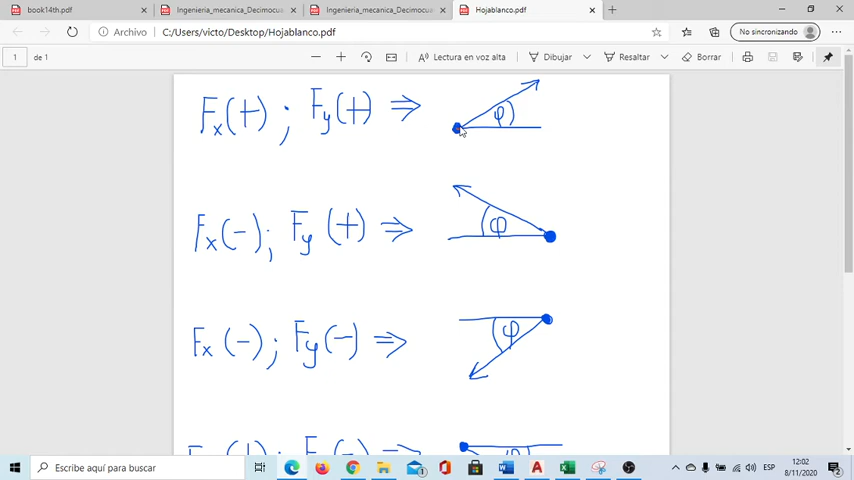 book14th.pdf
Ingenieria_mecanica_Decimocua
Ingenieria_mecanica_Decimocua
Hojablanco.pdf
Archivo
C:/Users/victo/Desktop/Hojablanco.pdf
No sincronizando
1 de 1
Lectura en voz alta
Dibujar
Resaltar
Borrar
Fx(+) ; Fy(+) ⇒ φ
Fx(-) ; Fy(+) ⇒ φ
Fx(-) ; Fy(-) ⇒ φ
Escribe aquí para buscar
ESP
12:02
8/11/2020